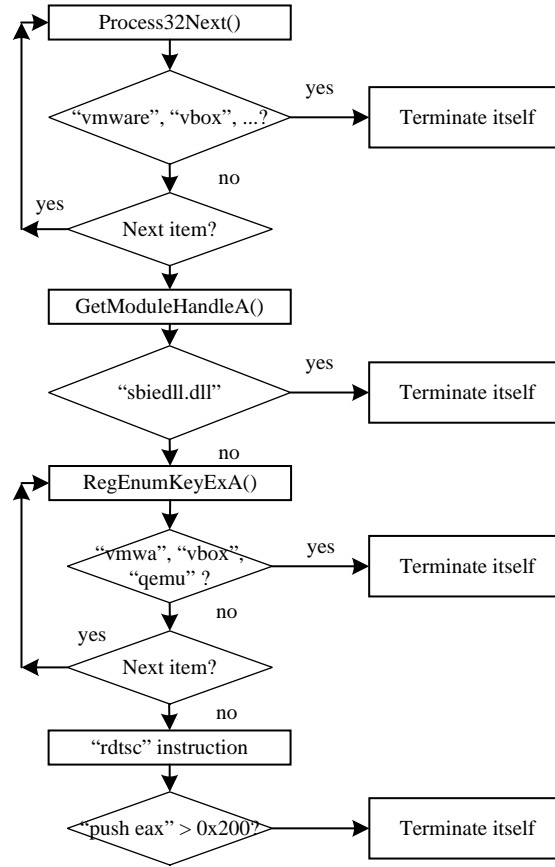 Process32Next()
yes
“vmware”, “vbox”, ...?
Terminate itself
no
yes
Next item?
GetModuleHandleA()
yes
“sbiedll.dll”
Terminate itself
no
RegEnumKeyExA()
“vmwa”, “vbox”,
“qemu” ?
yes
Terminate itself
no
yes
Next item?
no
“rdtsc” instruction
“push eax” > 0x200?
Terminate itself